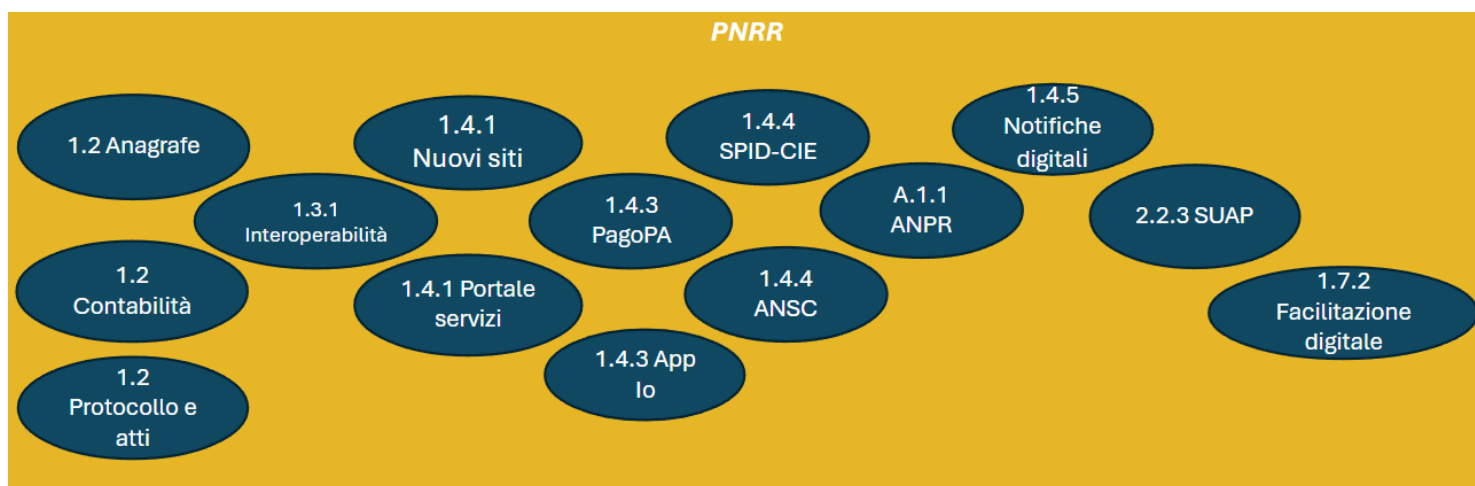 PNRR
1.2 Anagrafe
1.2
Contabilità
1.2
Protocollo e
atti
1.3.1
Interoperabilità
1.4.1
Nuovi siti
1.4.1 Portale
servizi
1.4.3
PagoPA
1.4.3 App
Io
1.4.4
SPID-CIE
1.4.4
ANSC
A.1.1
ANPR
1.4.5
Notifiche
digitali
2.2.3 SUAP
1.7.2
Facilitazione
digitale